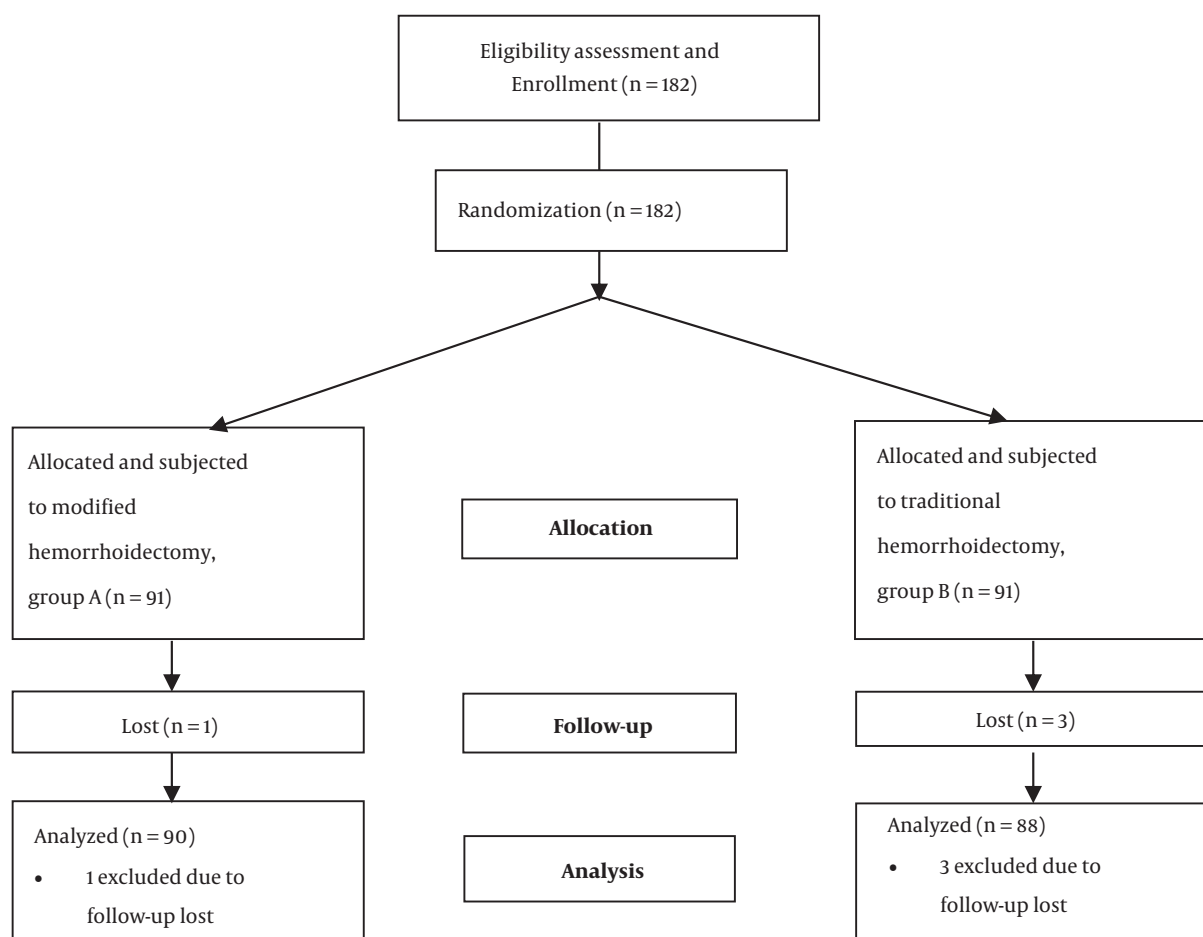 Eligibility assessment and
Enrollment (n = 182)
Randomization (n = 182)
Allocated and subjected
to modified
hemorrhoidectomy,
group A (n = 91)
Allocation
Allocated and subjected
to traditional
hemorrhoidectomy,
group B (n = 91)
Lost (n = 1)
Follow-up
Lost (n = 3)
Analyzed (n = 90)
• 1 excluded due to
follow-up lost
Analysis
Analyzed (n = 88)
• 3 excluded due to
follow-up lost